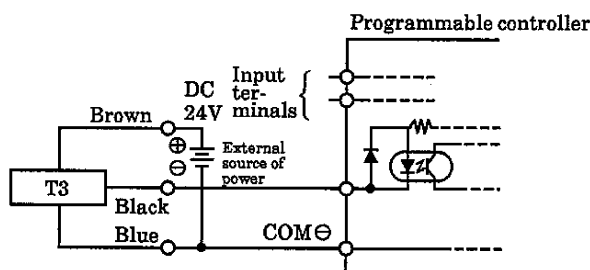 Programmable controller
Input
ter-
minals
DC
24V
Brown
⊕
⊖
External
source of
power
T3
Black
Blue
COM⊖